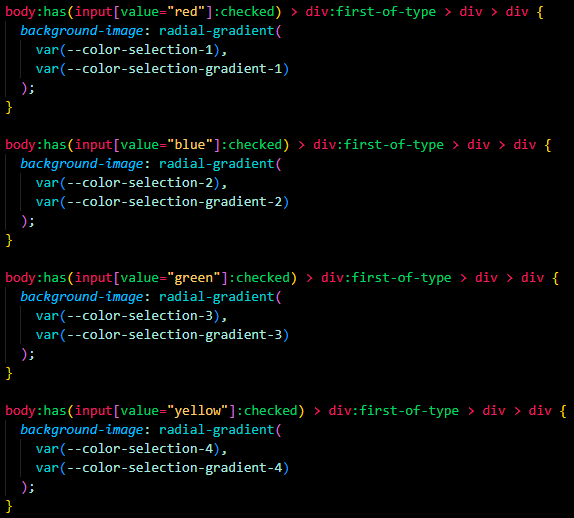 body:has(input[value="red"]:checked) > div:first-of-type > div > div {
  background-image: radial-gradient(
    var(--color-selection-1),
    var(--color-selection-gradient-1)
  );
}

body:has(input[value="blue"]:checked) > div:first-of-type > div > div {
  background-image: radial-gradient(
    var(--color-selection-2),
    var(--color-selection-gradient-2)
  );
}

body:has(input[value="green"]:checked) > div:first-of-type > div > div {
  background-image: radial-gradient(
    var(--color-selection-3),
    var(--color-selection-gradient-3)
  );
}

body:has(input[value="yellow"]:checked) > div:first-of-type > div > div {
  background-image: radial-gradient(
    var(--color-selection-4),
    var(--color-selection-gradient-4)
  );
}